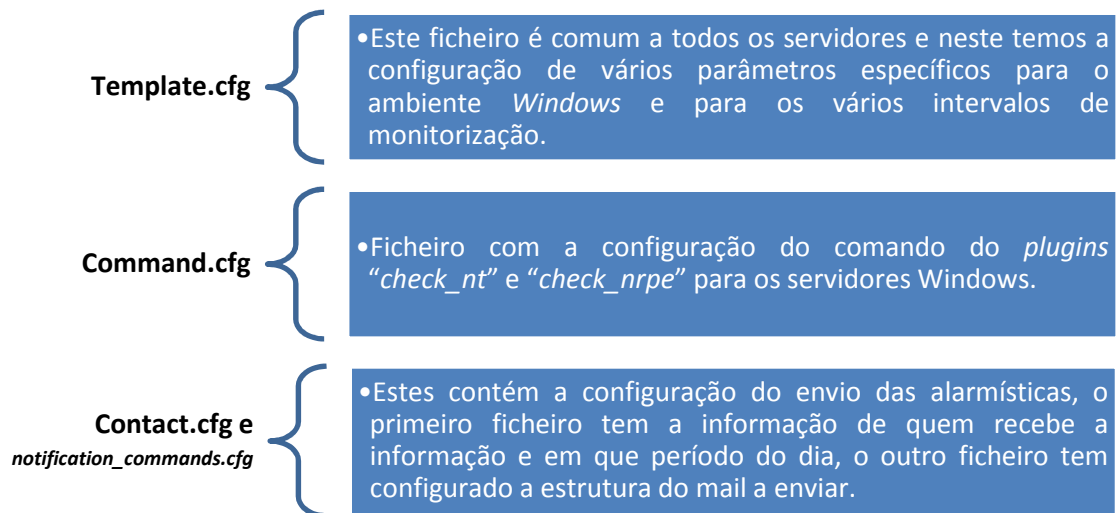 Template.cfg
•Este ficheiro é comum a todos os servidores e neste temos a
configuração de vários parâmetros específicos para o
ambiente Windows e para os vários intervalos de
monitorização.
Command.cfg
•Ficheiro com a configuração do comando do plugins
“check_nt” e “check_nrpe” para os servidores Windows.
Contact.cfg e
notification_commands.cfg
•Estes contém a configuração do envio das alarmísticas, o
primeiro ficheiro tem a informação de quem recebe a
informação e em que período do dia, o outro ficheiro tem
configurado a estrutura do mail a enviar.